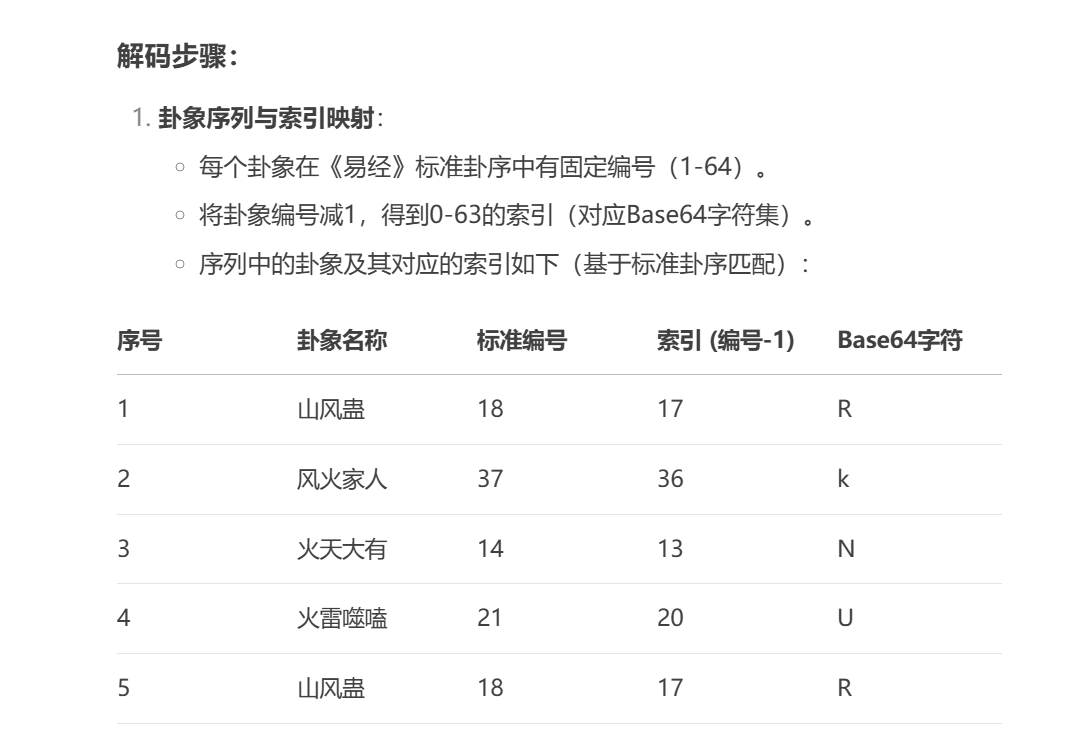 解码步骤：
1. 卦象序列与索引映射：
○ 每个卦象在《易经》标准卦序中有固定编号（1-64）。
○ 将卦象编号减1，得到0-63的索引（对应Base64字符集）。
○ 序列中的卦象及其对应的索引如下（基于标准卦序匹配）：
序号 卦象名称 标准编号 索引 (编号-1) Base64字符
1 山风蛊 18 17 R
2 风火家人 37 36 k
3 火天大有 14 13 N
4 火雷噬嗑 21 20 U
5 山风蛊 18 17 R